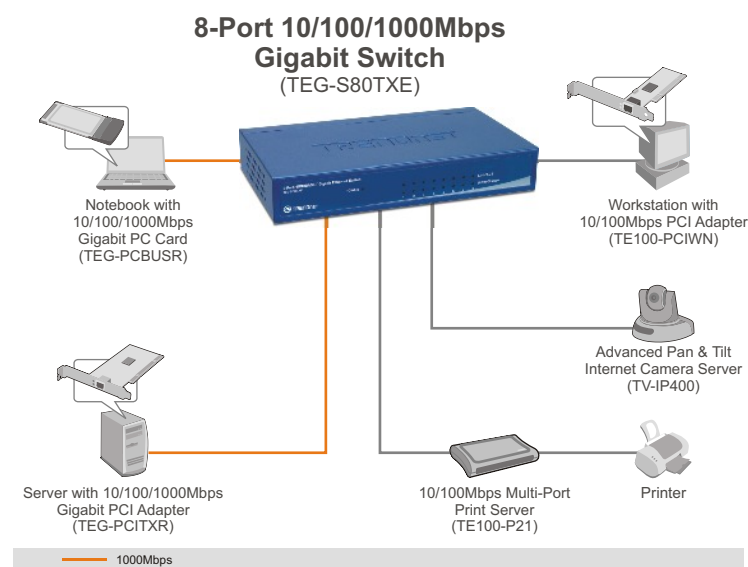 8-Port 10/100/1000Mbps
Gigabit Switch
(TEG-S80TXE)
TRENDNET
Notebook with
10/100/1000Mbps
Gigabit PC Card
(TEG-PCBUSR)
Workstation with
10/100Mbps PCI Adapter
(TE100-PCIWN)
Advanced Pan & Tilt
Internet Camera Server
(TV-IP400)
Server with 10/100/1000Mbps
Gigabit PCI Adapter
(TEG-PCITXR)
10/100Mbps Multi-Port
Print Server
(TE100-P21)
Printer
1000Mbps